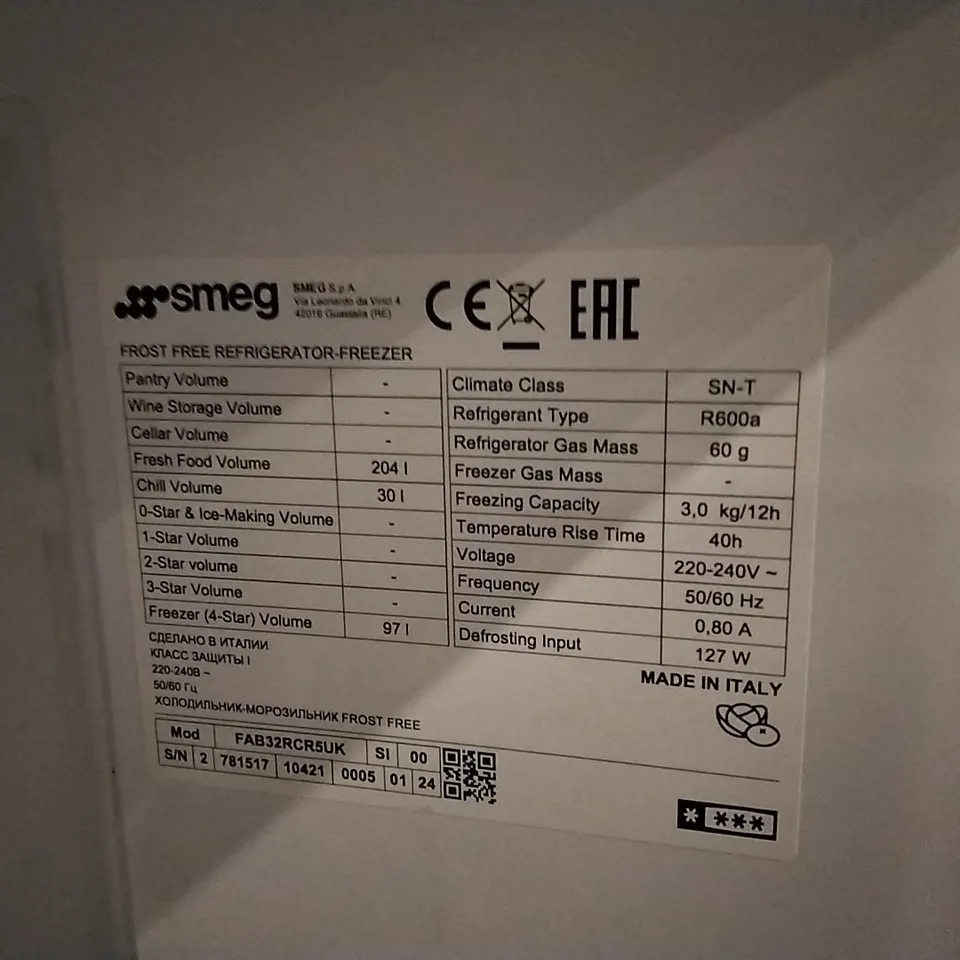 smeg
SMEG S.p.A.
Via Leonardo da Vinci 4
42016 Guastalla (RE)
CE
EAC
FROST FREE REFRIGERATOR-FREEZER
Pantry Volume -
Wine Storage Volume -
Cellar Volume -
Fresh Food Volume 204 l
Chill Volume 30 l
0-Star & Ice-Making Volume -
1-Star Volume -
2-Star volume -
3-Star Volume -
Freezer (4-Star) Volume 97 l
Climate Class SN-T
Refrigerant Type R600a
Refrigerator Gas Mass 60 g
Freezer Gas Mass -
Freezing Capacity 3,0 kg/12h
Temperature Rise Time 40h
Voltage 220-240V ~
Frequency 50/60 Hz
Current 0,80 A
Defrosting Input 127 W
СДЕЛАНО В ИТАЛИИ
КЛАСС ЗАЩИТЫ I
220-240В ~
50/60 Гц
ХОЛОДИЛЬНИК-МОРОЗИЛЬНИК FROST FREE
MADE IN ITALY
Mod FAB32RCR5UK SI 00
S/N 2 781517 10421 0005 01 24